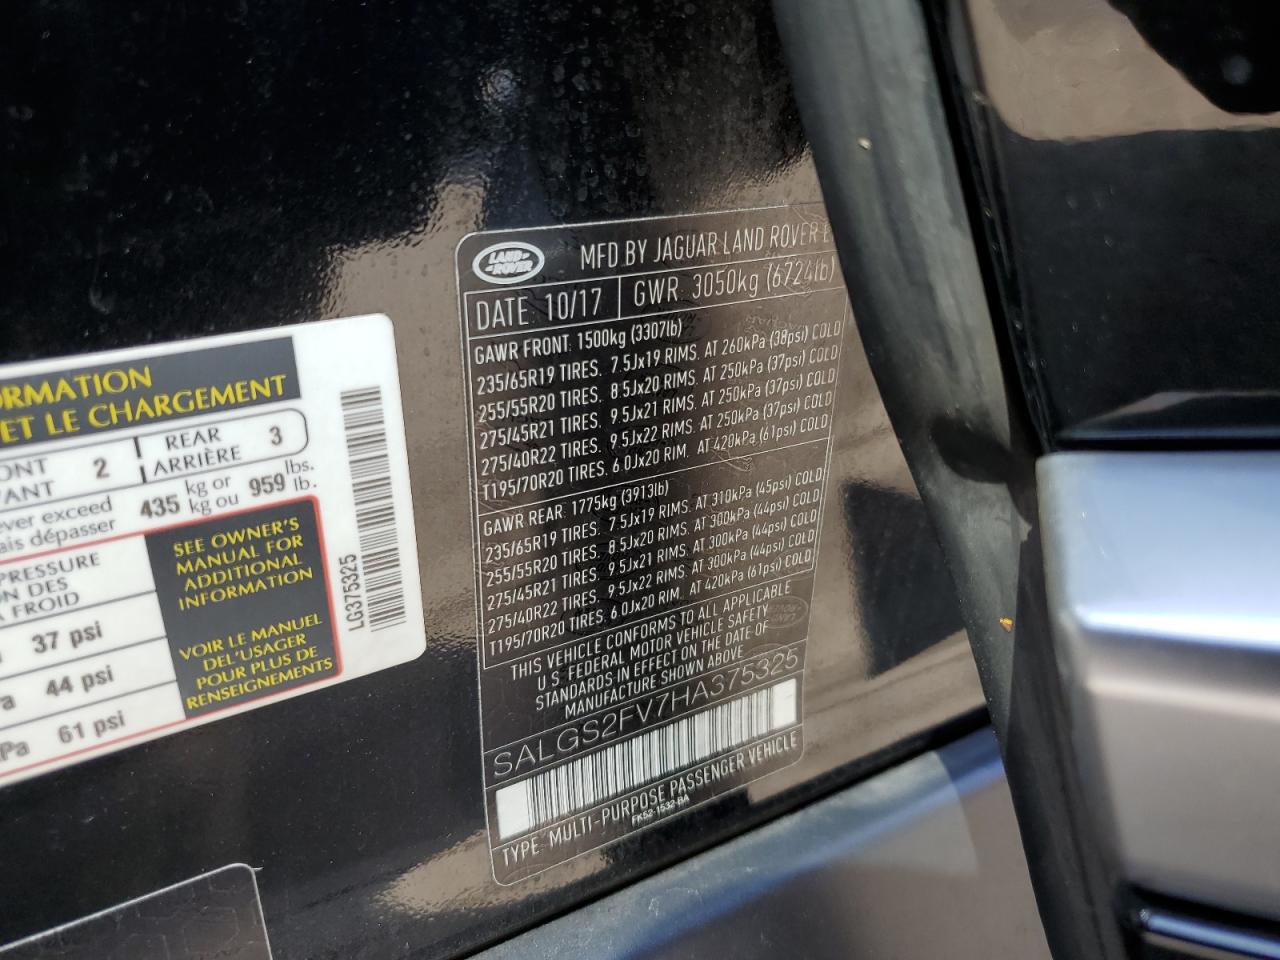 ORMATION
ET LE CHARGEMENT
2
REAR
ARRIÈRE
3
ever exceed
435 kg or 959 lbs.
kg ou lb.
PRESSURE
37 psi
44 psi
61 psi
SEE OWNER'S
MANUAL FOR
ADDITIONAL
INFORMATION
VOIR LE MANUEL
DEL'USAGER
POUR PLUS DE
RENSEIGNEMENTS
LG375325
LAND
ROVER
MFD BY JAGUAR LAND ROVER
DATE: 10/17
GWR: 3050kg (6724lb)
GAWR FRONT: 1500kg (3307lb)
235/65R19 TIRES. 7.5Jx19 RIMS. AT 260kPa (38psi) COLD
255/55R20 TIRES. 8.5Jx20 RIMS. AT 250kPa (37psi) COLD
275/45R21 TIRES. 9.5Jx21 RIMS. AT 250kPa (37psi) COLD
275/40R22 TIRES. 9.5Jx22 RIMS. AT 250kPa (37psi) COLD
T195/70R20 TIRES. 6.0Jx20 RIM. AT 420kPa (61psi) COLD
GAWR REAR: 1775kg (3913lb)
235/65R19 TIRES. 7.5Jx19 RIMS. AT 310kPa (45psi) COLD
255/55R20 TIRES. 8.5Jx20 RIMS. AT 300kPa (44psi) COLD
275/45R21 TIRES. 9.5Jx21 RIMS. AT 300kPa (44psi) COLD
275/40R22 TIRES. 9.5Jx22 RIMS. AT 300kPa (44psi) COLD
T195/70R20 TIRES. 6.0Jx20 RIM. AT 420kPa (61psi) COLD
THIS VEHICLE CONFORMS TO ALL APPLICABLE
U S FEDERAL MOTOR VEHICLE SAFETY
STANDARDS IN EFFECT ON THE DATE OF
MANUFACTURE SHOWN ABOVE
SALGS2FV7HA375325
TYPE: MULTI-PURPOSE PASSENGER VEHICLE
FK52-1532-BA